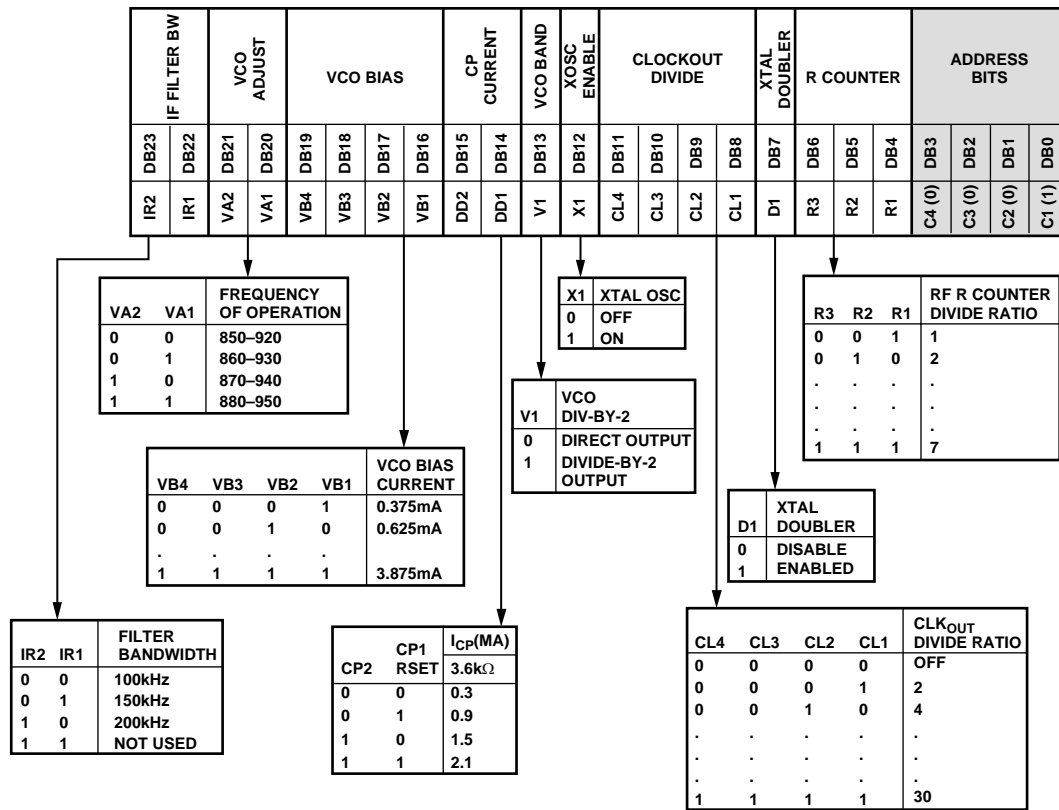 IF FILTER BW
VCO
ADJUST
VCO BIAS
CP
CURRENT
VCO BAND
XOSC
ENABLE
CLOCKOUT
DIVIDE
XTAL
DOUBLER
R COUNTER
ADDRESS
BITS
DB23 DB22 DB21 DB20 DB19 DB18 DB17 DB16 DB15 DB14 DB13 DB12 DB11 DB10 DB9 DB8 DB7 DB6 DB5 DB4 DB3 DB2 DB1 DB0
IR2 IR1 VA2 VA1 VB4 VB3 VB2 VB1 DD2 DD1 V1 X1 CL4 CL3 CL2 CL1 D1 R3 R2 R1 C4 (0) C3 (0) C2 (0) C1 (1)
FREQUENCY
VA2 VA1 OF OPERATION
0 0 850–920
0 1 860–930
1 0 870–940
1 1 880–950
X1 XTAL OSC
0 OFF
1 ON
RF R COUNTER
R3 R2 R1 DIVIDE RATIO
0 0 1 1
0 1 0 2
. . . .
. . . .
. . . .
1 1 1 7
VCO
V1 DIV-BY-2
0 DIRECT OUTPUT
1 DIVIDE-BY-2
OUTPUT
VCO BIAS
VB4 VB3 VB2 VB1 CURRENT
0 0 0 1 0.375mA
0 0 1 0 0.625mA
. . . .
1 1 1 1 3.875mA
XTAL
D1 DOUBLER
0 DISABLE
1 ENABLED
FILTER
IR2 IR1 BANDWIDTH
0 0 100kHz
0 1 150kHz
1 0 200kHz
1 1 NOT USED
CP1 ICP(MA)
CP2 RSET 3.6kΩ
0 0 0.3
0 1 0.9
1 0 1.5
1 1 2.1
CLKOUT
CL4 CL3 CL2 CL1 DIVIDE RATIO
0 0 0 0 OFF
0 0 0 1 2
0 0 1 0 4
. . . . .
. . . . .
. . . . .
1 1 1 1 30